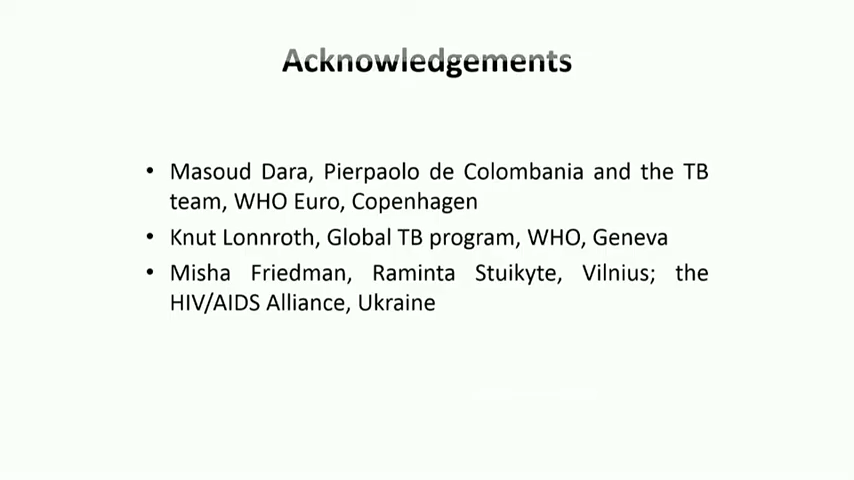 Acknowledgements
• Masoud Dara, Pierpaolo de Colombania and the TB
team, WHO Euro, Copenhagen
• Knut Lonnroth, Global TB program, WHO, Geneva
• Misha Friedman, Raminta Stuikyte, Vilnius; the
HIV/AIDS Alliance, Ukraine